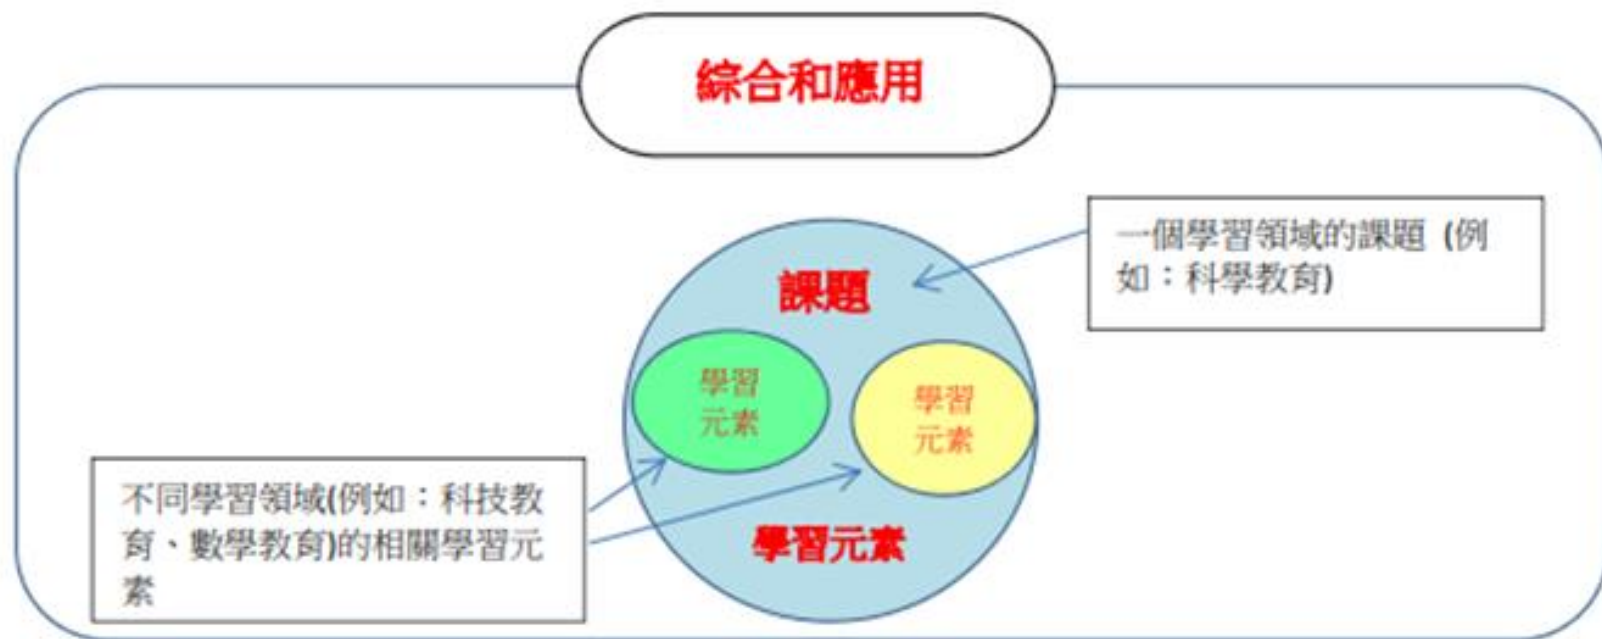 綜合和應用
一個學習領域的課題 (例
如：科學教育)
課題
學習
元素
學習
元素
不同學習領域(例如：科技教
育、數學教育)的相關學習元
素
學習元素